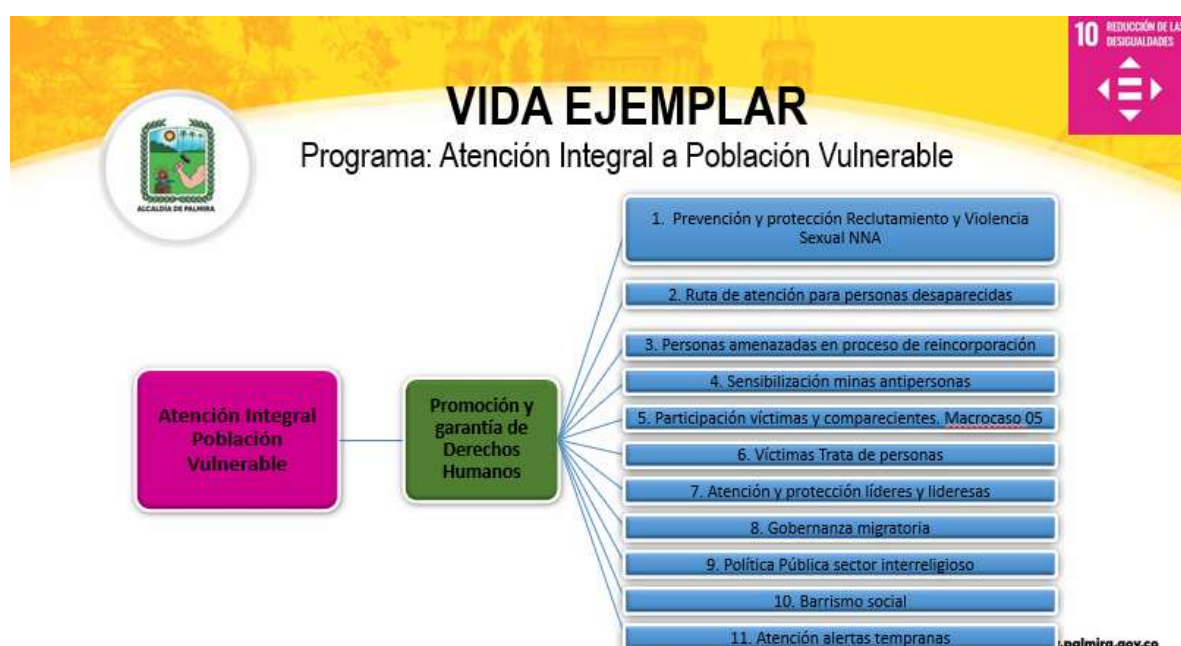 10 REDUCCIÓN DE LAS
DESIGUALDADES
VIDA EJEMPLAR
Programa: Atención Integral a Población Vulnerable
ALCALDÍA DE PALMIRA
1. Prevención y protección Reclutamiento y Violencia
Sexual NNA
2. Ruta de atención para personas desaparecidas
3. Personas amenazadas en proceso de reincorporación
4. Sensibilización minas antipersonas
5. Participación víctimas y comparecientes. Macrocaso 05
6. Víctimas Trata de personas
7. Atención y protección líderes y lideresas
8. Gobernanza migratoria
9. Política Pública sector interreligioso
10. Barrismo social
11. Atención alertas tempranas
Atención Integral
Población
Vulnerable
Promoción y
garantía de
Derechos
Humanos
.palmira.gov.co